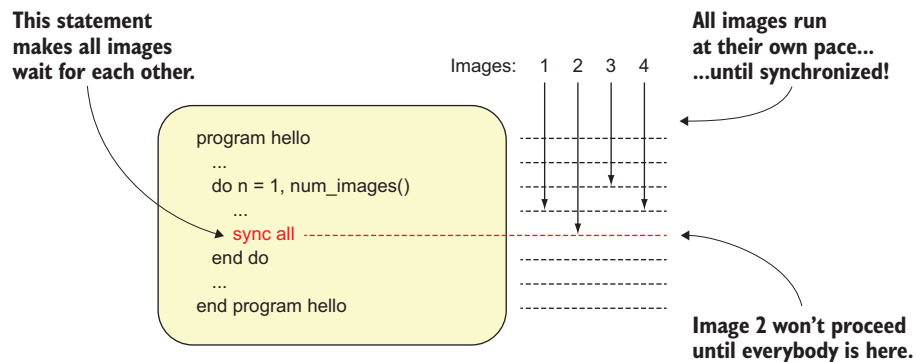 This statement
makes all images
wait for each other.
All images run
at their own pace...
...until synchronized!
Images: 1 2 3 4
program hello
...
do n = 1, num_images()
...
sync all
end do
...
end program hello
Image 2 won't proceed
until everybody is here.